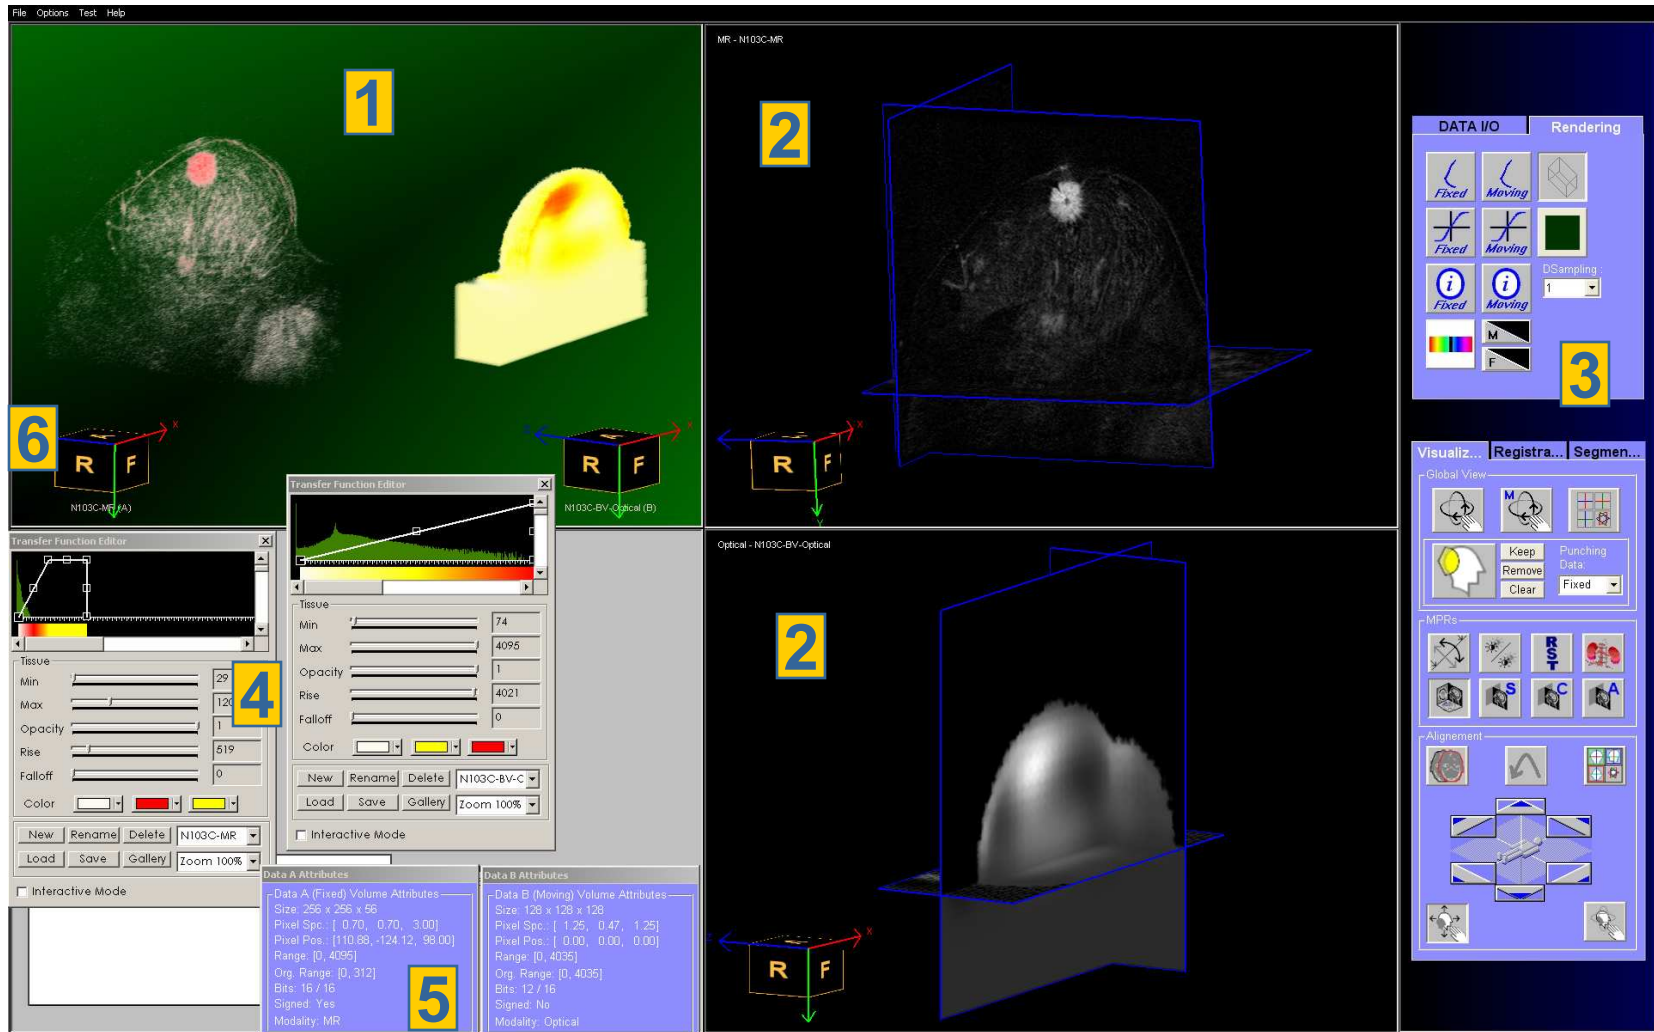 File Options Test Help
1
6
R F
X
N103C-MR (A)
Z X
A
R F
N103C-BV-Optical (B)
MR - N103C-MR
2
R F
X
Y
Optical - N103C-BV-Optical
2
Z X
R F
DATA I/O Rendering
Fixed Moving
Fixed Moving
DSampling :
1
i i
Fixed Moving
M
F
3
Visualiz... Registra... Segmen...
Global View
M
Keep
Remove
Clear
Punching
Data:
Fixed
MPRs
RST
S C A
Alignement
Transfer Function Editor
Tissue
Min 29
Max
Opacity 1
Rise 519
Falloff 0
Color
New Rename Delete N103C-MR
Load Save Gallery Zoom 100%
Interactive Mode
4
Transfer Function Editor
Tissue
Min 74
Max 4095
Opacity 1
Rise 4021
Falloff 0
Color
New Rename Delete N103C-BV-C
Load Save Gallery Zoom 100%
Interactive Mode
Data A Attributes
Data A (Fixed) Volume Attributes
Size: 256 x 256 x 56
Pixel Spc.: [ 0.70, 0.70, 3.00]
Pixel Pos.: [110.88, -124.12, 98.00]
Range: [0, 4095]
Org. Range: [0, 312]
Bits: 16 / 16
Signed: Yes
Modality: MR
5
Data B Attributes
Data B (Moving) Volume Attributes
Size: 128 x 128 x 128
Pixel Spc.: [ 1.25, 0.47, 1.25]
Pixel Pos.: [ 0.00, 0.00, 0.00]
Range: [0, 4035]
Org. Range: [0, 4035]
Bits: 12 / 16
Signed: No
Modality: Optical